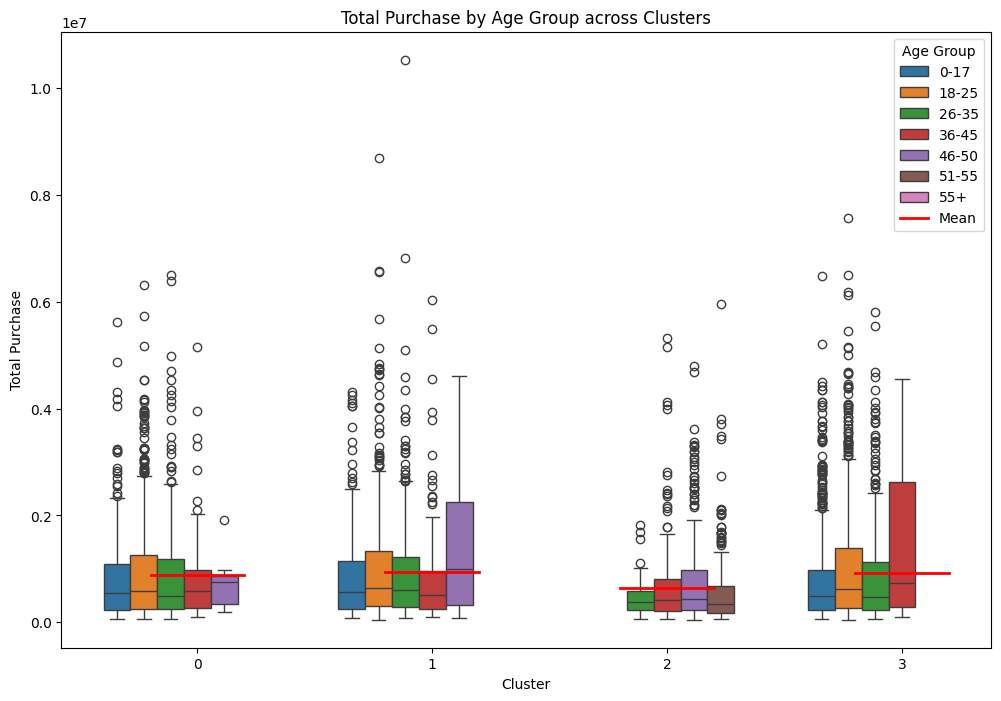 Total Purchase by Age Group across Clusters
1e7
Age Group
0-17
18-25
26-35
36-45
46-50
51-55
55+
Mean
1.0
0.8
0.6
0.4
0.2
0.0
Total Purchase
0 1 2 3
Cluster